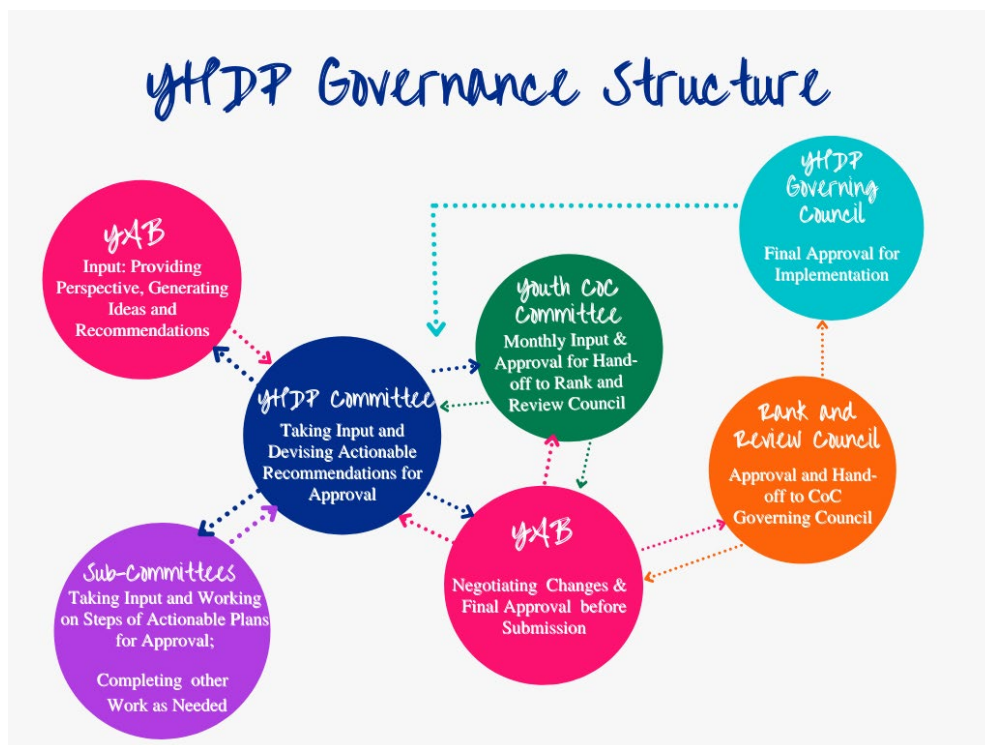 YHDP Governance Structure
YAB
Input: Providing
Perspective, Generating
Ideas and
Recommendations
YHDP Committee
Taking Input and
Devising Actionable
Recommendations for
Approval
Sub-Committees
Taking Input and Working
on Steps of Actionable Plans
for Approval;
Completing other
Work as Needed
Youth CoC
Committee
Monthly Input &
Approval for Hand-
off to Rank and
Review Council
YAB
Negotiating Changes &
Final Approval before
Submission
Rank and
Review Council
Approval and Hand-
off to CoC
Governing Council
YHDP
Governing
Council
Final Approval for
Implementation